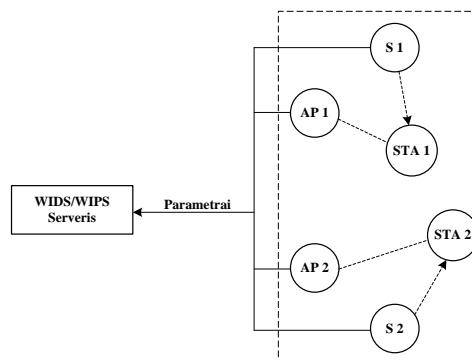 S 1
AP 1
STA 1
WIDS/WIPS
Serveris
Parametrai
STA 2
AP 2
S 2